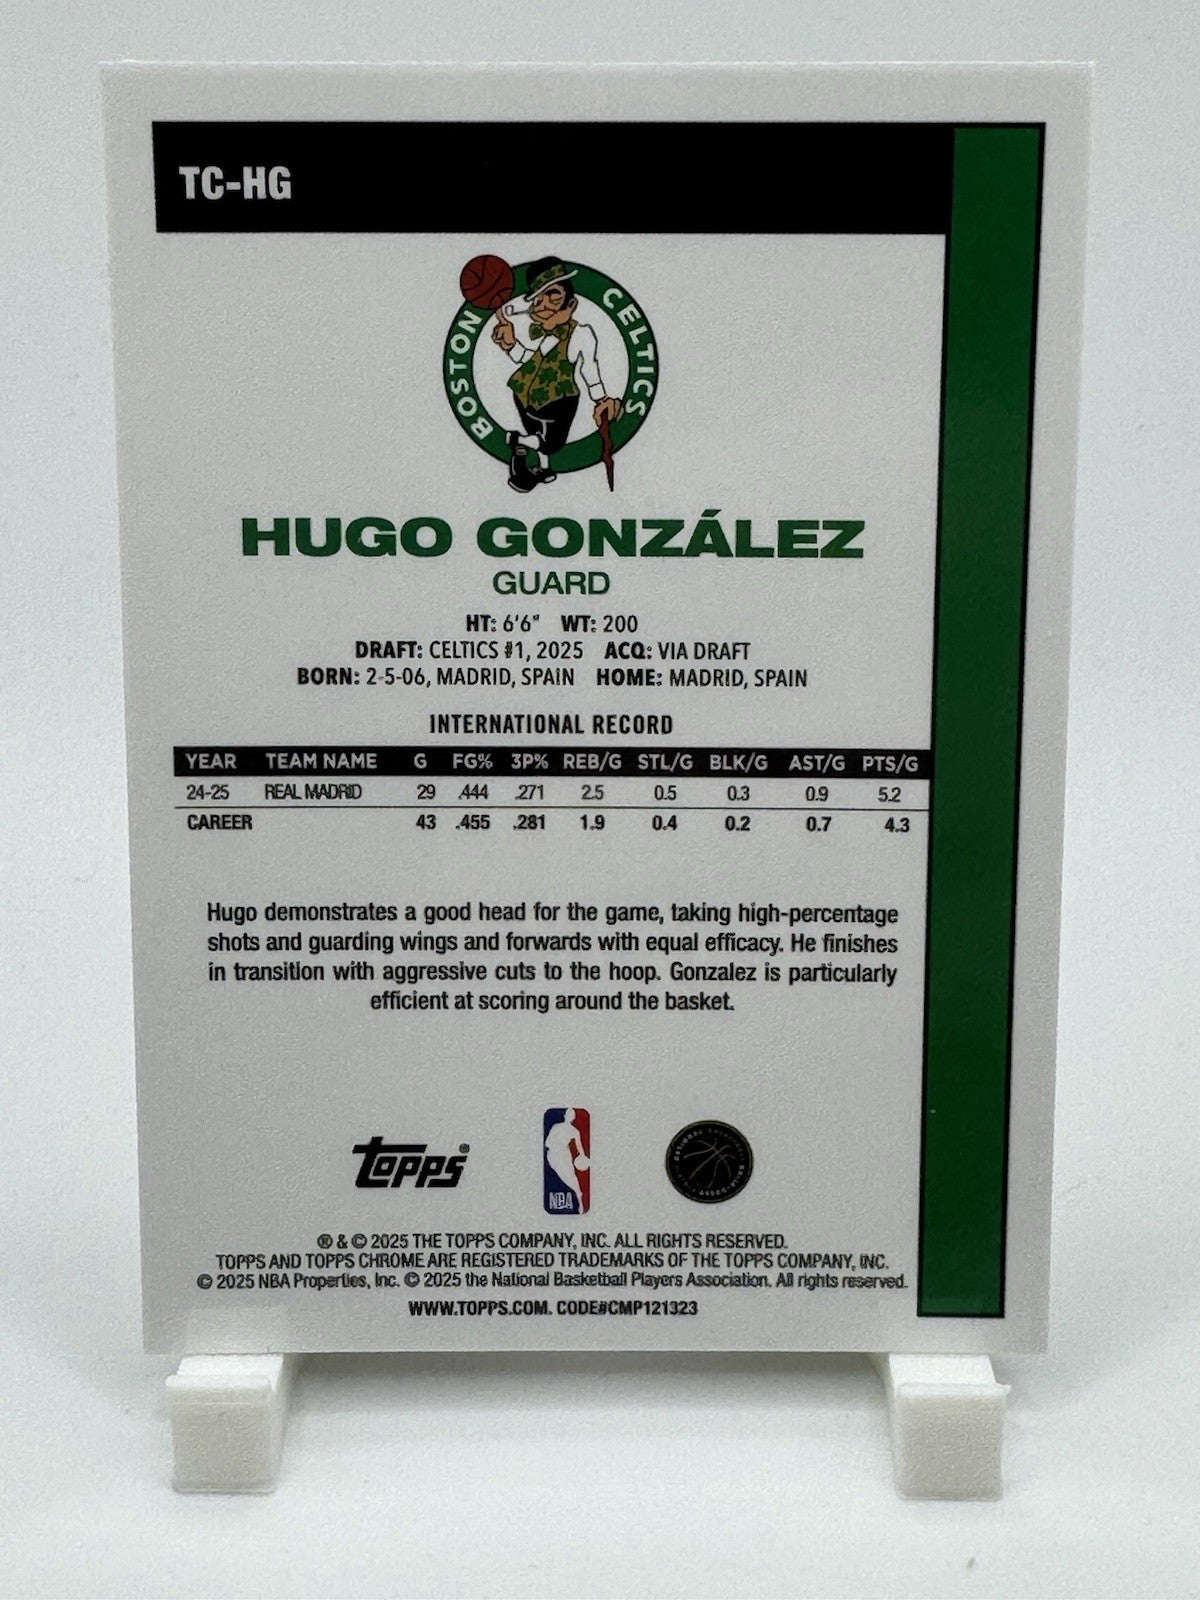 TC-HG
BOSTON CELTICS
HUGO GONZÁLEZ
GUARD
HT: 6'6" WT: 200
DRAFT: CELTICS #1, 2025 ACQ: VIA DRAFT
BORN: 2-5-06, MADRID, SPAIN HOME: MADRID, SPAIN
INTERNATIONAL RECORD
YEAR TEAM NAME G FG% 3P% REB/G STL/G BLK/G AST/G PTS/G
24-25 REAL MADRID 29 .444 .271 2.5 0.5 0.3 0.9 5.2
CAREER 43 .455 .281 1.9 0.4 0.2 0.7 4.3
Hugo demonstrates a good head for the game, taking high-percentage
shots and guarding wings and forwards with equal efficacy. He finishes
in transition with aggressive cuts to the hoop. Gonzalez is particularly
efficient at scoring around the basket.
Topps®
NBA
® & © 2025 THE TOPPS COMPANY, INC. ALL RIGHTS RESERVED.
TOPPS AND TOPPS CHROME ARE REGISTERED TRADEMARKS OF THE TOPPS COMPANY, INC.
© 2025 NBA Properties, Inc. © 2025 the National Basketball Players Association. All rights reserved.
WWW.TOPPS.COM. CODE#CMP121323